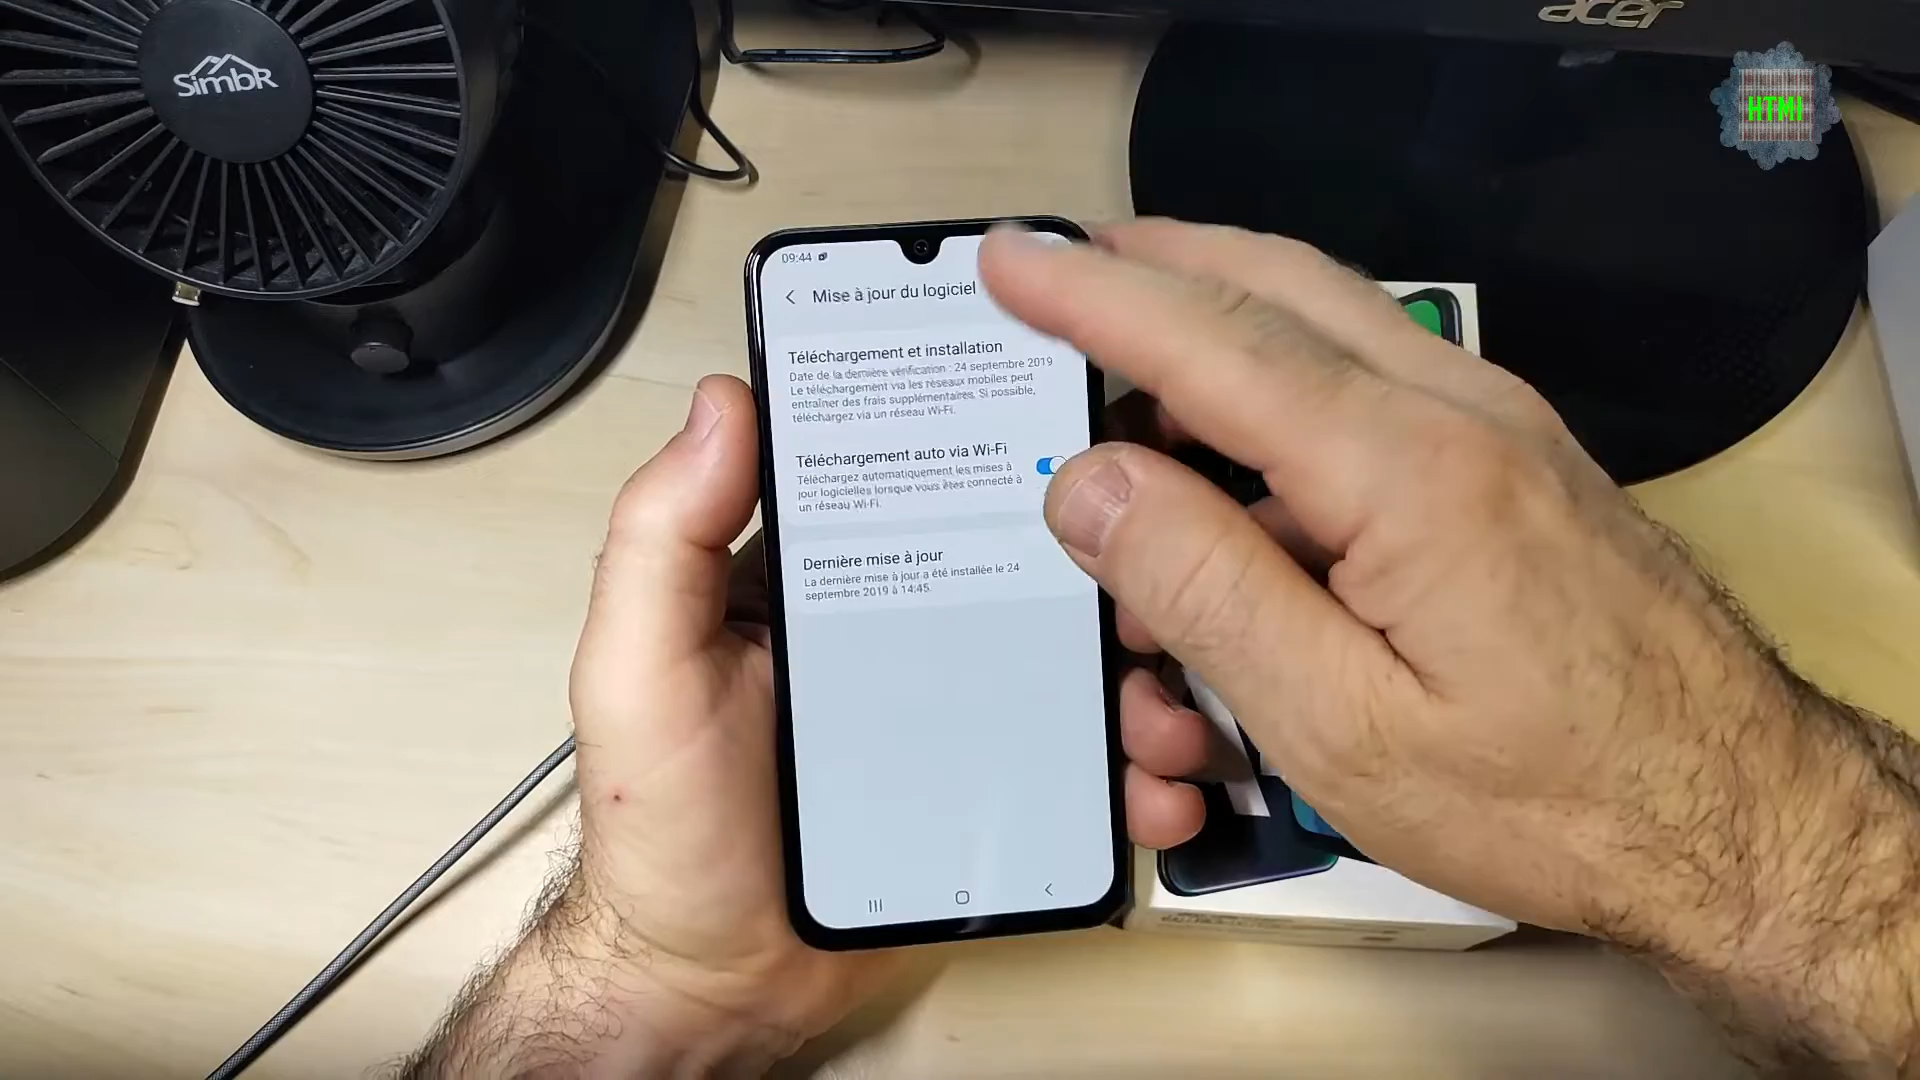 acer
SimbR
HTMI
09:44
Mise à jour du logiciel
Téléchargement et installation
Date de la dernière vérification : 24 septembre 2019
Le téléchargement via les réseaux mobiles peut
entraîner des frais supplémentaires. Si possible,
téléchargez via un réseau Wi-Fi.
Téléchargement auto via Wi-Fi
Téléchargez automatiquement les mises à
jour logicielles lorsque vous êtes connecté à
un réseau Wi-Fi.
Dernière mise à jour
La dernière mise à jour a été installée le 24
septembre 2019 à 14:45.